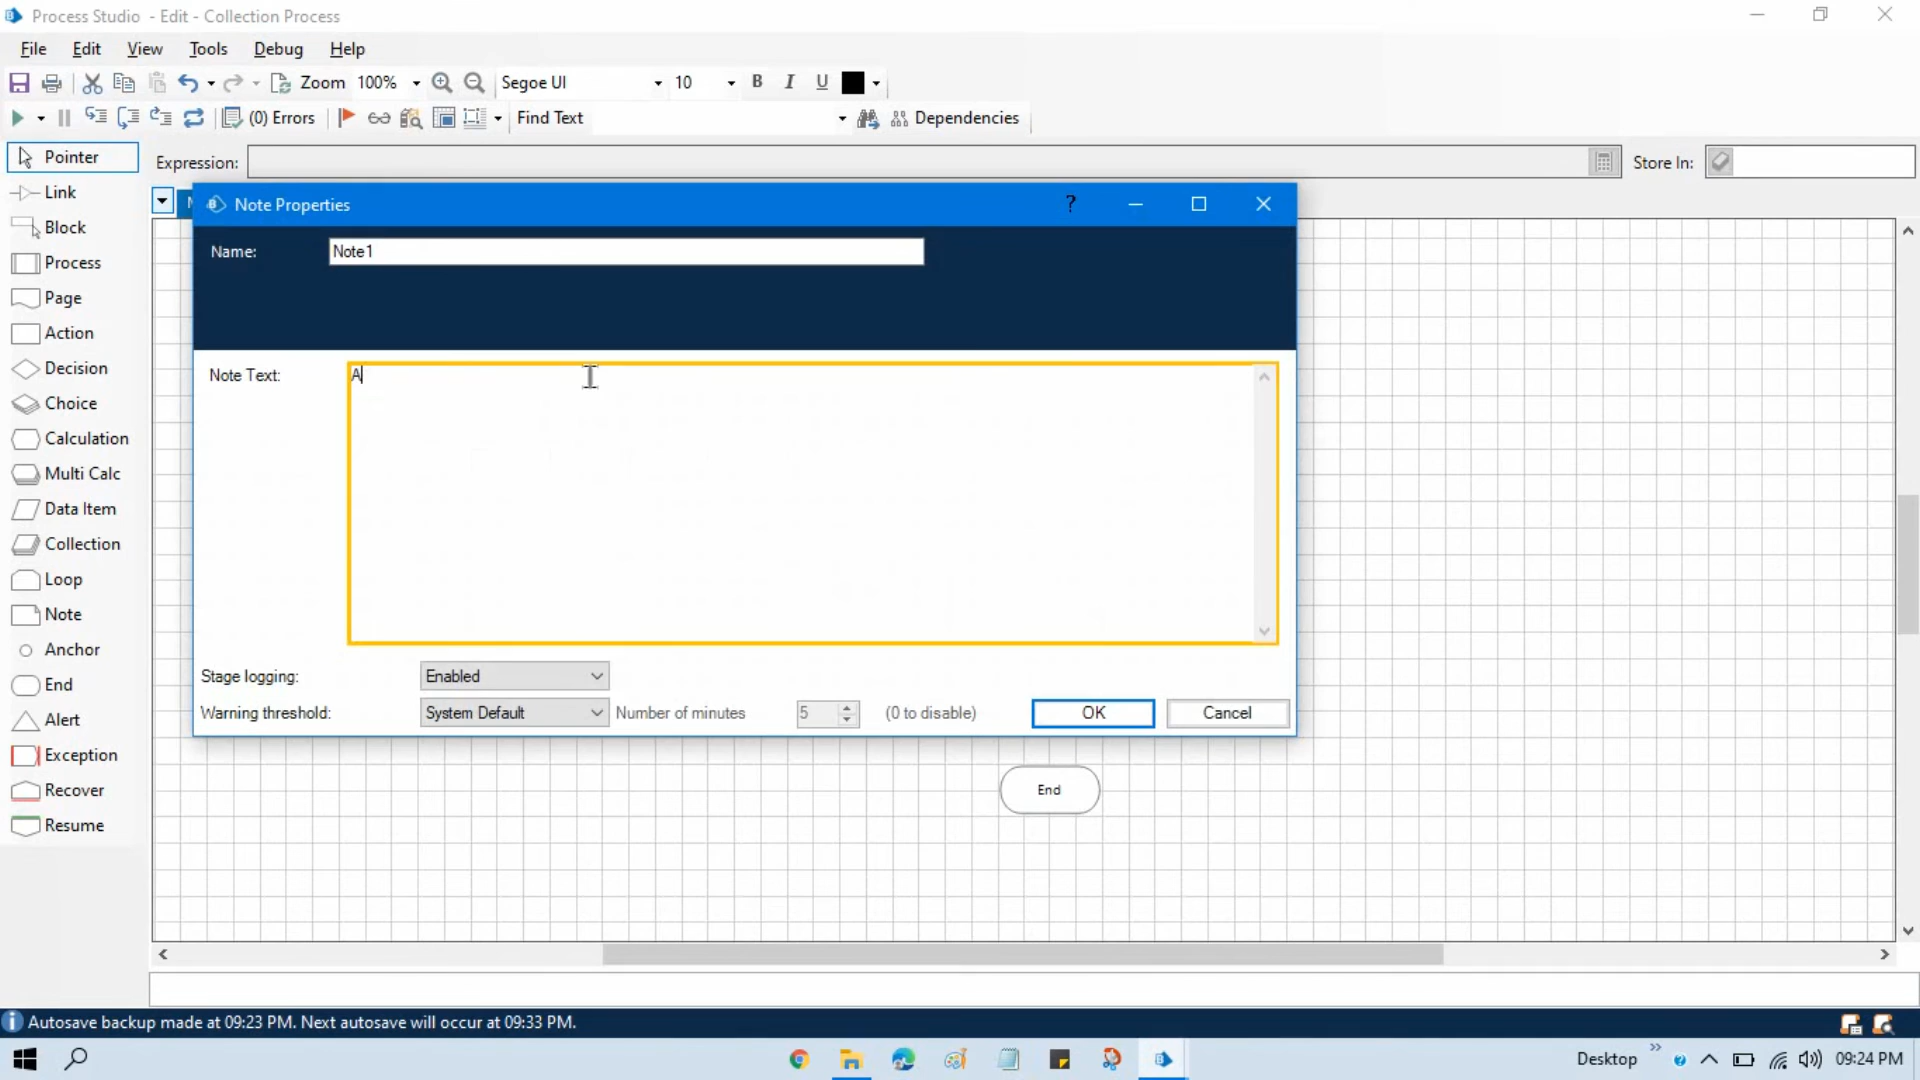 Process Studio - Edit - Collection Process
File Edit View Tools Debug Help
Zoom 100% Segoe UI 10 B I U
(0) Errors Find Text Dependencies
Pointer
Expression:
Store In:
Link
Block
Process
Page
Action
Decision
Choice
Calculation
Multi Calc
Data Item
Collection
Loop
Note
Anchor
End
Alert
Exception
Recover
Resume
Note Properties
?
Name: Note1
Note Text: A
Stage logging: Enabled
Warning threshold: System Default Number of minutes 5 (0 to disable) OK Cancel
End
Autosave backup made at 09:23 PM. Next autosave will occur at 09:33 PM.
Desktop
09:24 PM